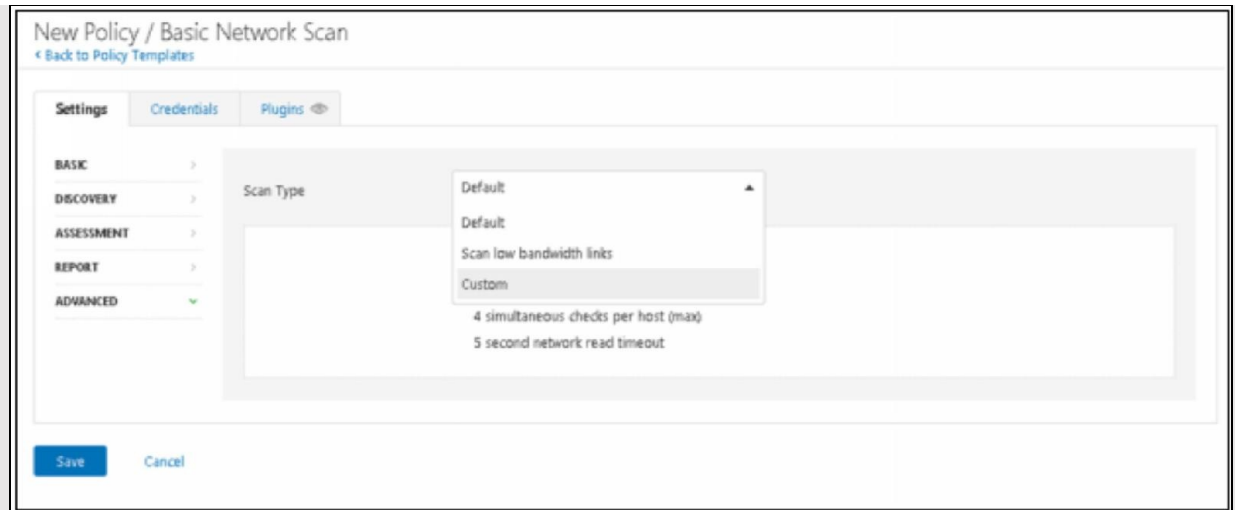 New Policy / Basic Network Scan
< Back to Policy Templates
Settings
Credentials
Plugins
BASIC
DISCOVERY
ASSESSMENT
REPORT
ADVANCED
Scan Type
Default
Default
Scan low bandwidth links
Custom
4 simultaneous checks per host (max)
5 second network read timeout
Save
Cancel